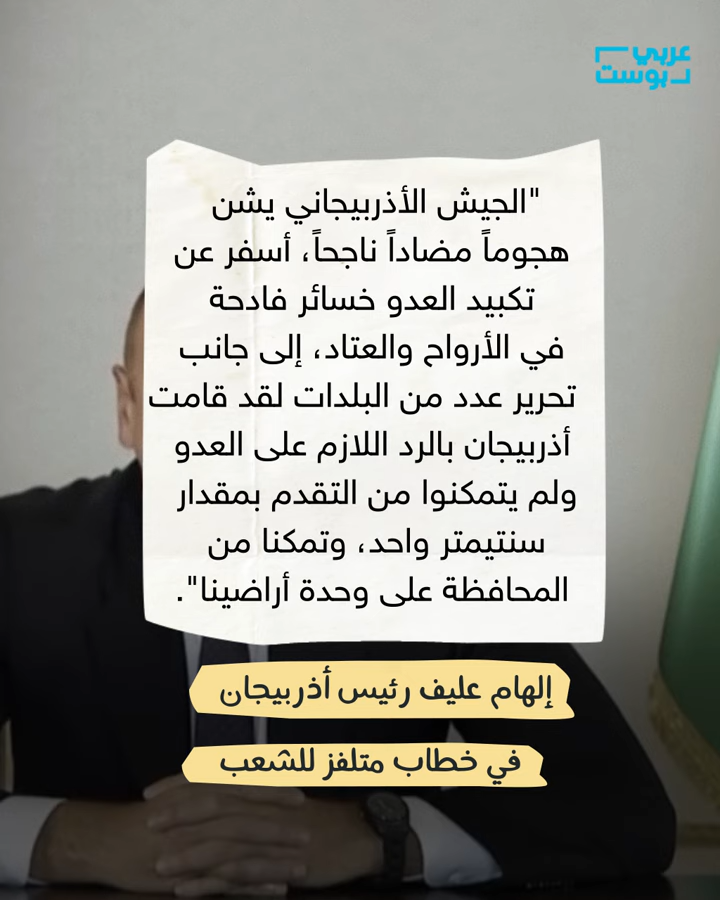 عربي
بوست
"الجيش الأذربيجاني يشن
هجوماً مضاداً ناجحاً، أسفر عن
تكبيد العدو خسائر فادحة
في الأرواح والعتاد، إلى جانب
تحرير عدد من البلدات لقد قامت
أذربيجان بالرد اللازم على العدو
ولم يتمكنوا من التقدم بمقدار
سنتيمتر واحد، وتمكنا من
المحافظة على وحدة أراضينا".
إلهام عليف رئيس أذربيجان
في خطاب متلفز للشعب